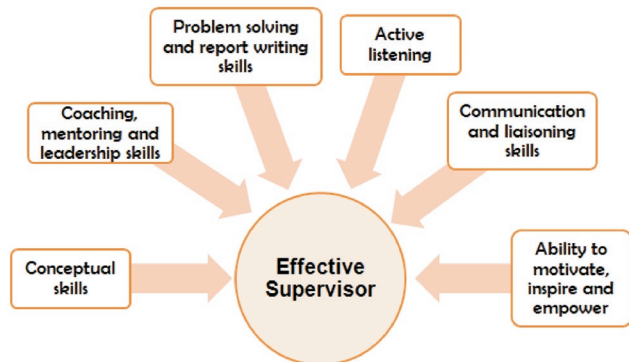 Problem solving
and report writing
skills
Active
listening
Coaching,
mentoring and
leadership skills
Communication
and liaisoning
skills
Conceptual
skills
Effective
Supervisor
Ability to
motivate,
inspire and
empower